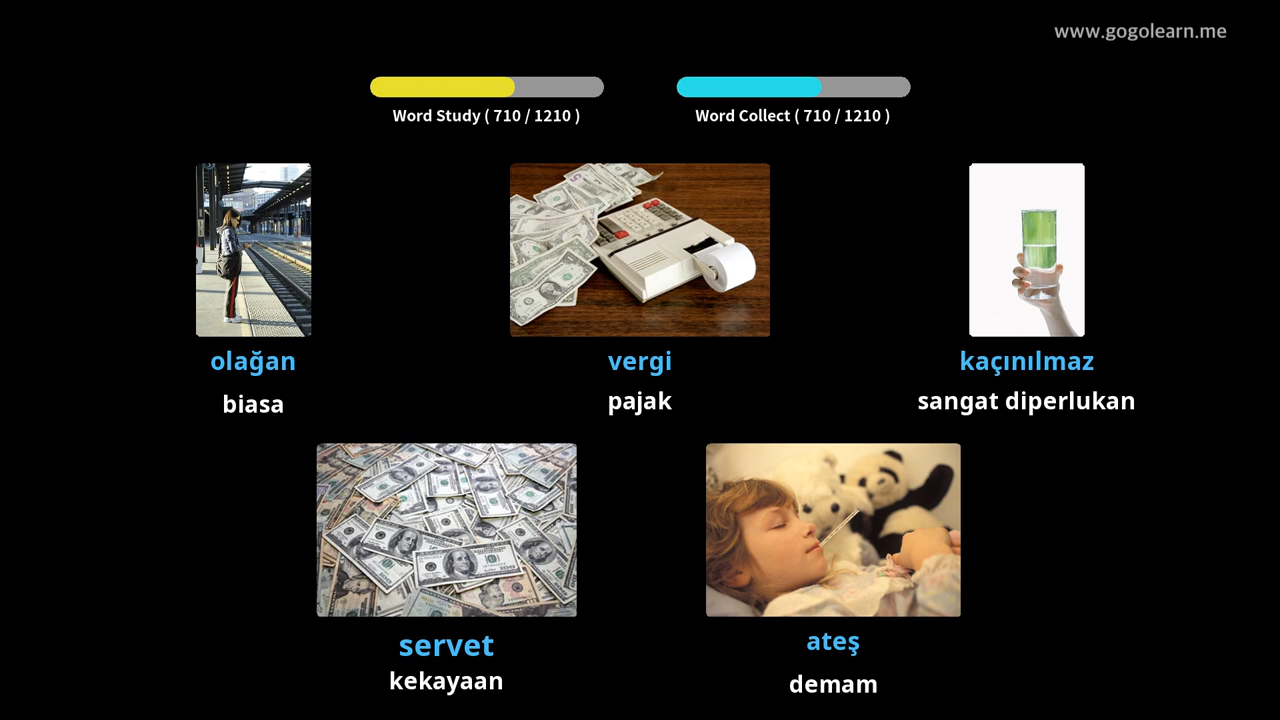 www.gogolearn.me
Word Study ( 710 / 1210 )
Word Collect ( 710 / 1210 )
olağan
biasa
vergi
pajak
kaçınılmaz
sangat diperlukan
servet
kekayaan
ateş
demam